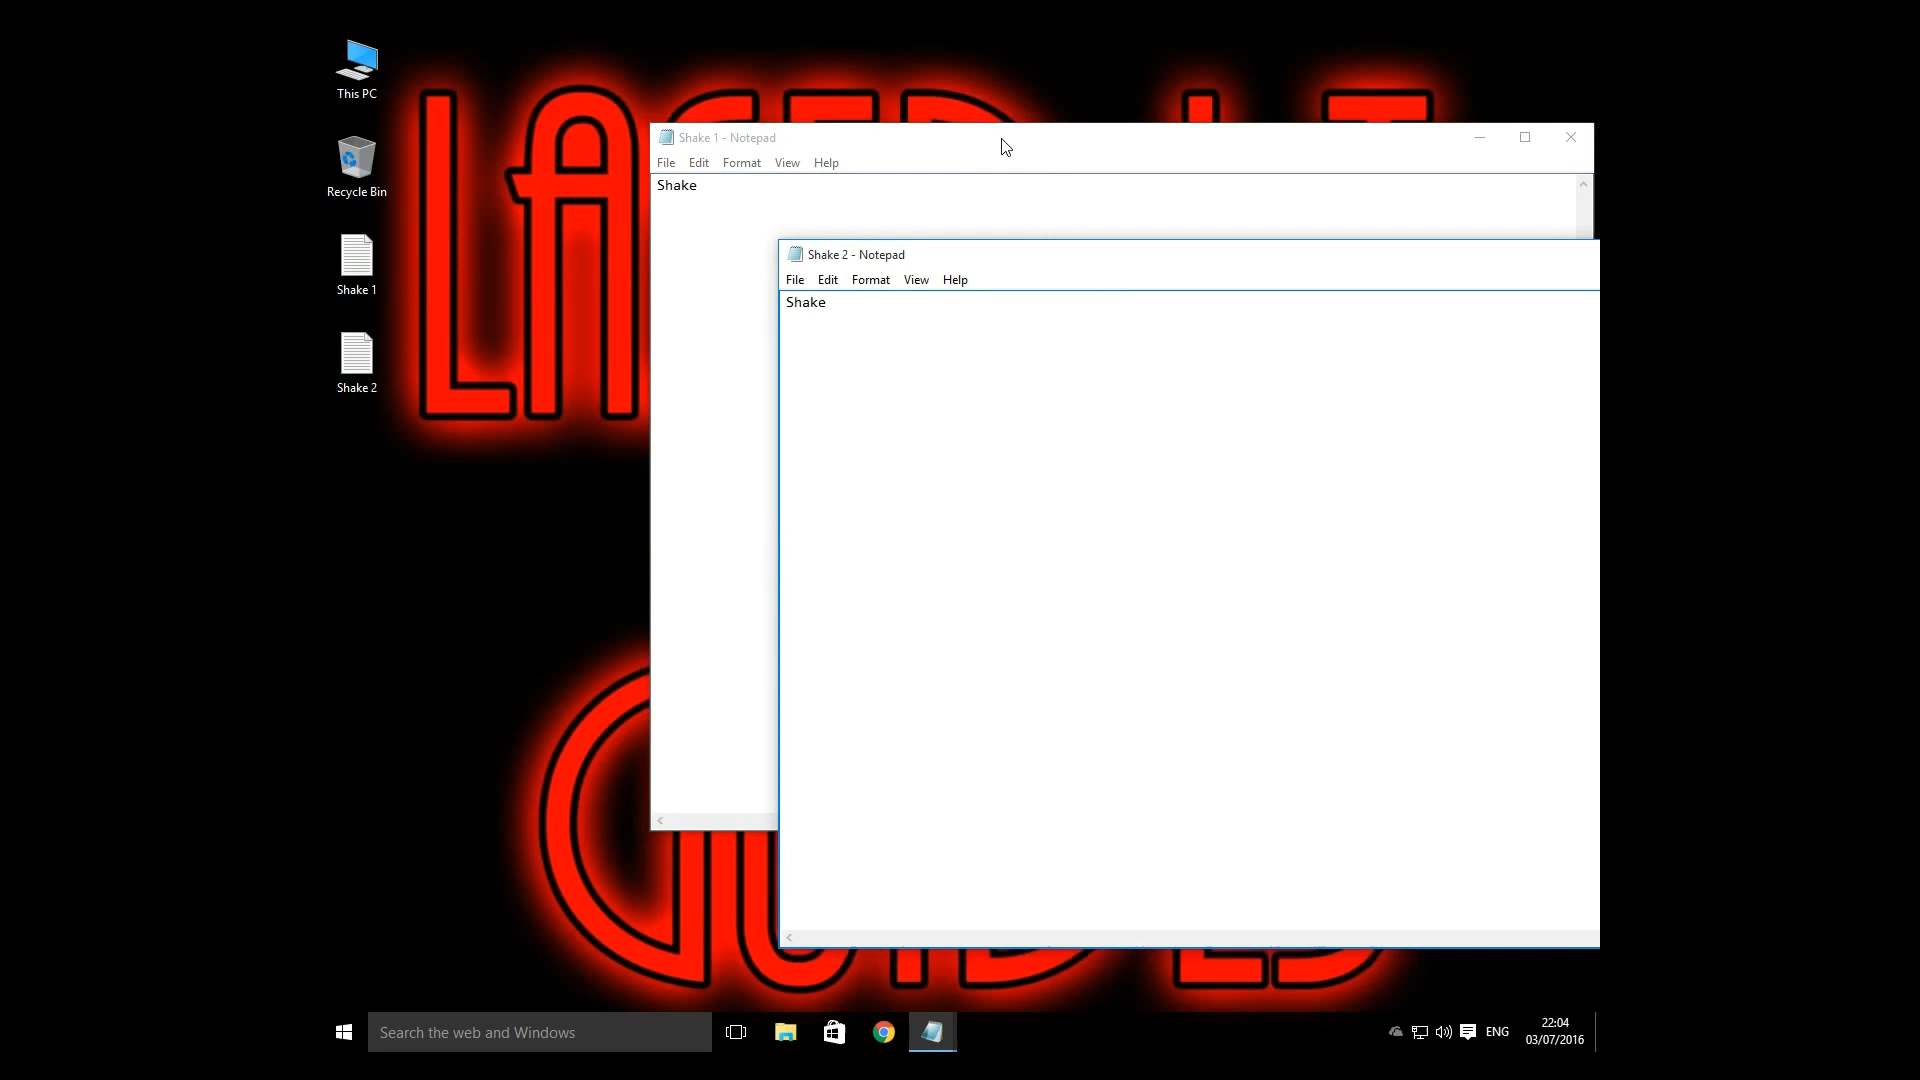 This PC
Recycle Bin
Shake 1
Shake 2
Shake 1 - Notepad
File Edit Format View Help
Shake
Shake 2 - Notepad
File Edit Format View Help
Shake
Search the web and Windows
ENG
22:04
03/07/2016